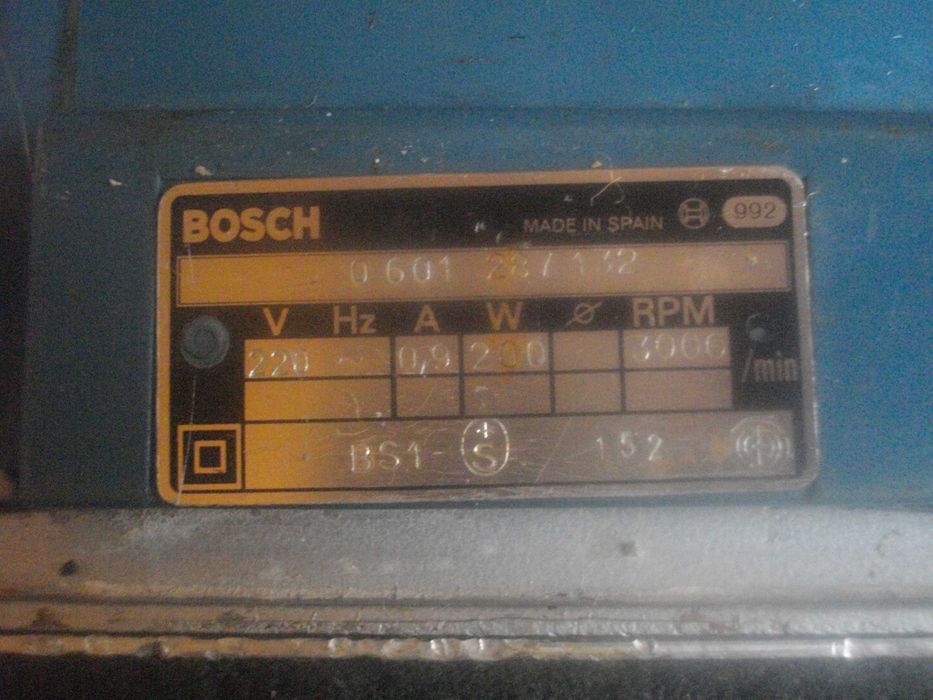 BOSCH MADE IN SPAIN 992
0 601 287 132
V Hz A W ⌀ RPM
220 ~ 0,9 200 3000 /min
BS1 - S 152